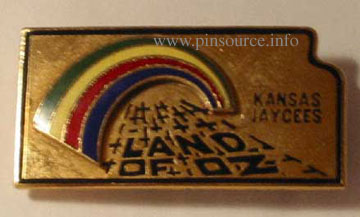 www.pinsource.info
KANSAS
JAYCEES
LAND
OF OZ